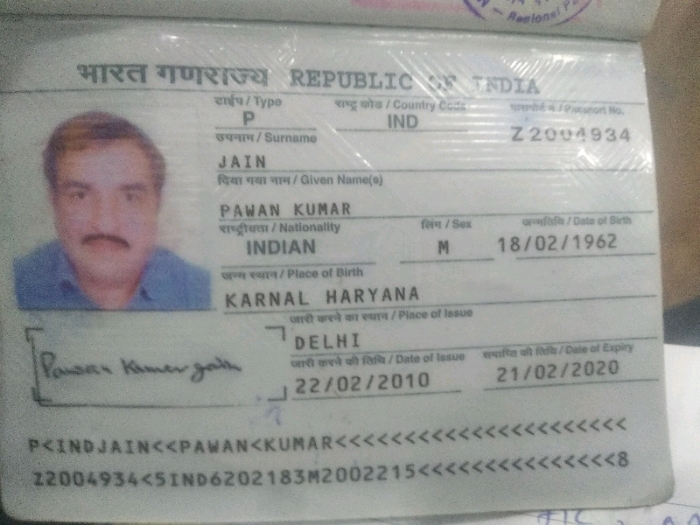 Regional
भारत गणराज्य REPUBLIC OF INDIA
टाईप / Type राष्ट्र कोड / Country Code पासपोर्ट नं. / Passport No.
P IND Z2004934
उपनाम / Surname
JAIN
दिया गया नाम / Given Name(s)
PAWAN KUMAR
राष्ट्रीयता / Nationality लिंग / Sex जन्मतिथि / Date of Birth
INDIAN M 18/02/1962
जन्म स्थान / Place of Birth
KARNAL HARYANA
जारी करने का स्थान / Place of Issue
DELHI
जारी करने की तिथि / Date of Issue समाप्ति की तिथि / Date of Expiry
22/02/2010 21/02/2020
Pawan Kumar Jain
P<INDJAIN<<PAWAN<KUMAR<<<<<<<<<<<<<<<<<<<<<<
Z2004934<5IND6202183M2002215<<<<<<<<<<<<<<<8